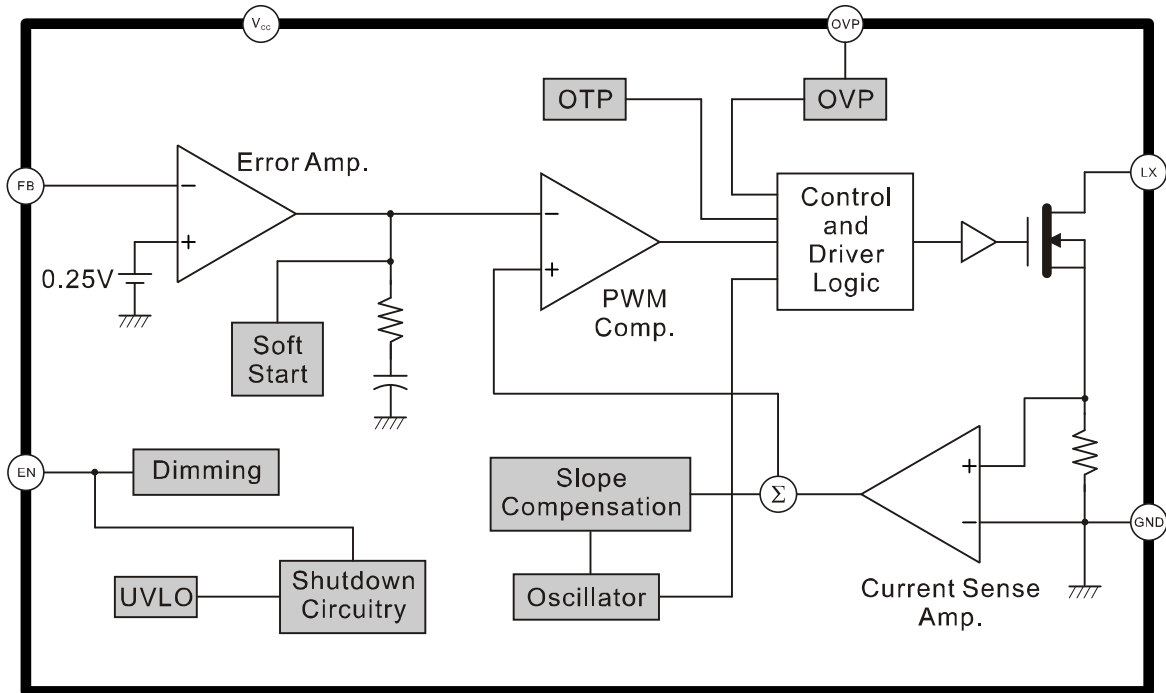 Vcc
OVP
OTP
OVP
Error Amp.
FB
LX
−
+
0.25V
−
+
Control
and
Driver
Logic
PWM
Comp.
Soft
Start
EN
Dimming
Slope
Compensation
Σ
+
−
GND
UVLO
Shutdown
Circuitry
Oscillator
Current Sense
Amp.